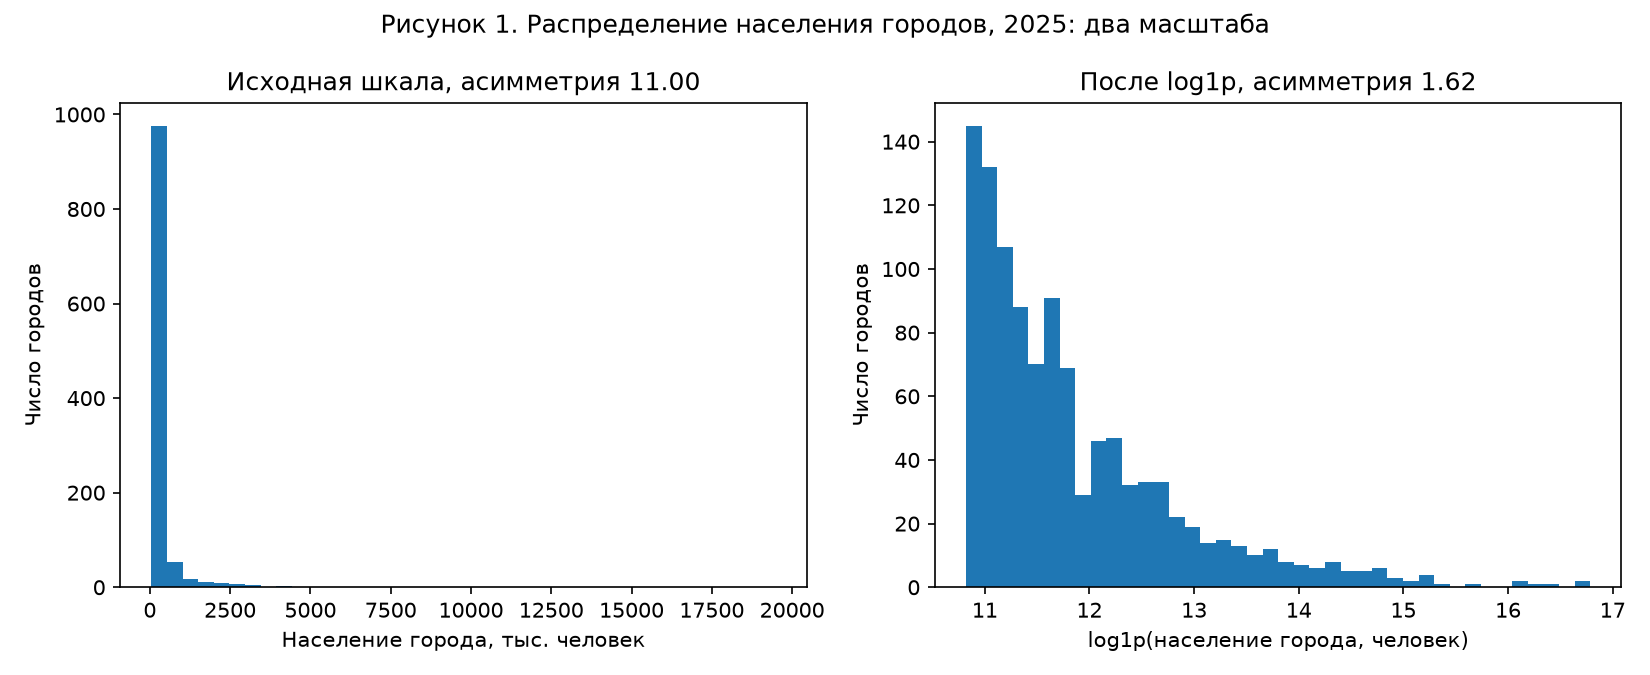 Рисунок 1. Распределение населения городов, 2025: два масштаба
Исходная шкала, асимметрия 11.00
Число городов
1000
800
600
400
200
0
0 2500 5000 7500 10000 12500 15000 17500 20000
Население города, тыс. человек
После log1p, асимметрия 1.62
Число городов
140
120
100
80
60
40
20
0
11 12 13 14 15 16 17
log1p(население города, человек)